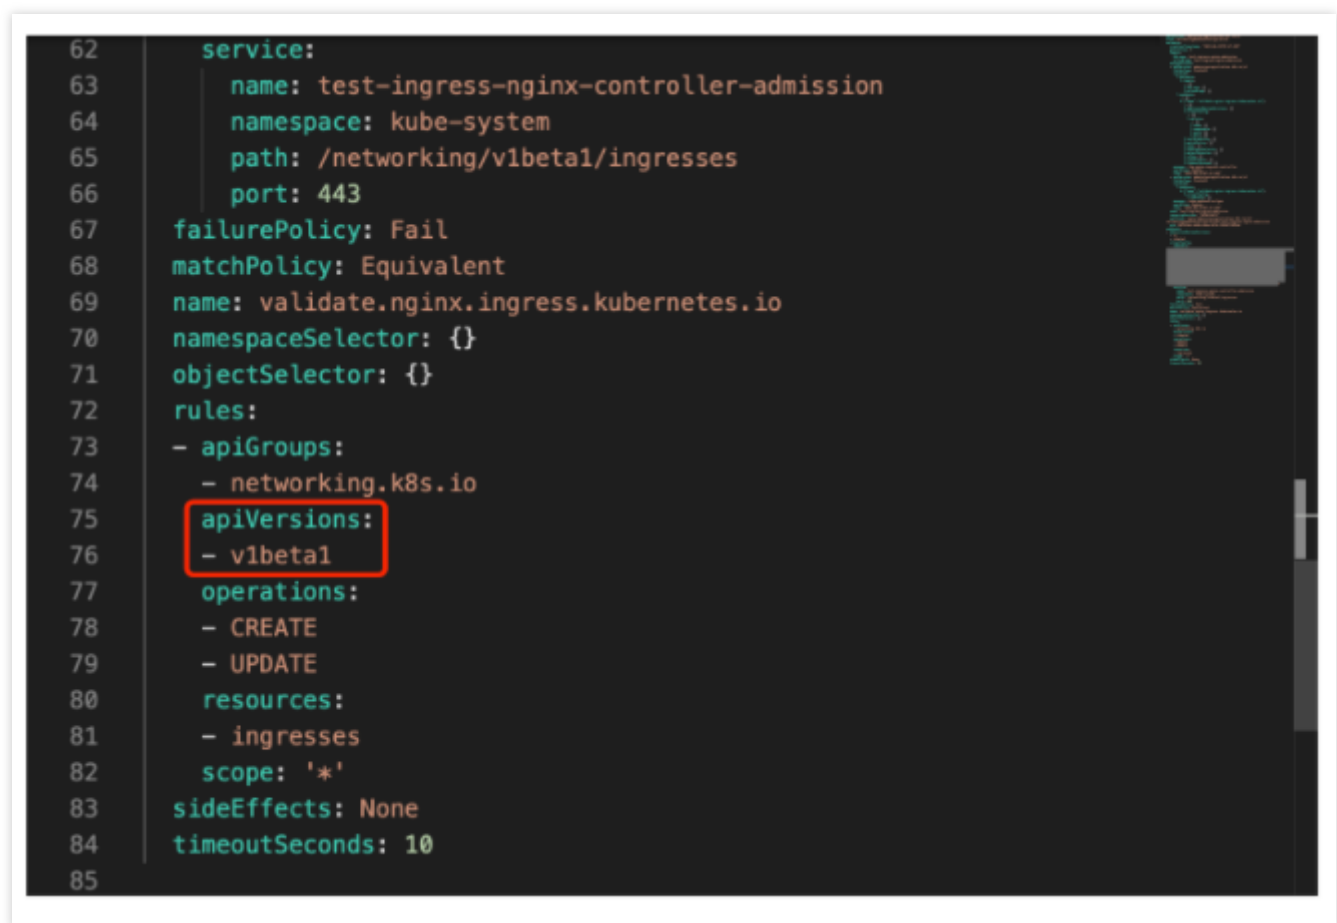 62 service:
63 name: test-ingress-nginx-controller-admission
64 namespace: kube-system
65 path: /networking/v1beta1/ingresses
66 port: 443
67 failurePolicy: Fail
68 matchPolicy: Equivalent
69 name: validate.nginx.ingress.kubernetes.io
70 namespaceSelector: {}
71 objectSelector: {}
72 rules:
73 - apiGroups:
74 - networking.k8s.io
75 apiVersions:
76 - v1beta1
77 operations:
78 - CREATE
79 - UPDATE
80 resources:
81 - ingresses
82 scope: '*'
83 sideEffects: None
84 timeoutSeconds: 10
85